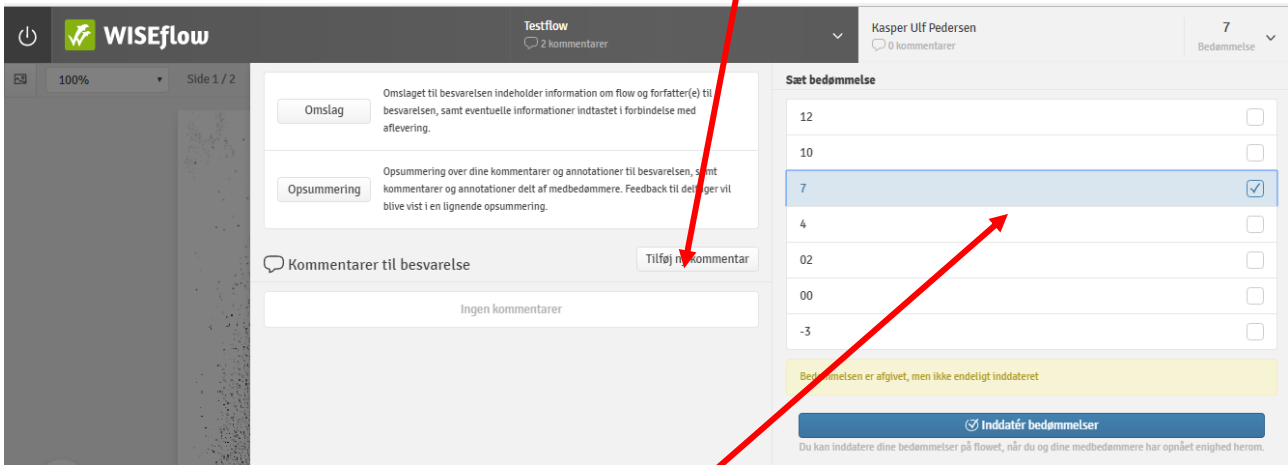 WISEflow
Testflow
2 kommentarer
Kasper Ulf Pedersen
0 kommentarer
7
Bedømmelse
100%
Side 1 / 2
Omslag
Omslaget til besvarelsen indeholder information om flow og forfatter(e) til
besvarelsen, samt eventuelle informationer indtastet i forbindelse med
aflevering.
Opsummering
Opsummering over dine kommentarer og annotationer til besvarelsen, samt
kommentarer og annotationer delt af medbedømmere. Feedback til deltager vil
blive vist i en lignende opsummering.
Kommentarer til besvarelse
Tilføj ny kommentar
Ingen kommentarer
Sæt bedømmelse
12
10
7
4
02
00
-3
Bedømmelsen er afgivet, men ikke endeligt inddateret
Inddatér bedømmelser
Du kan inddatere dine bedømmelser på flowet, når du og dine medbedømmere har opnået enighed herom.